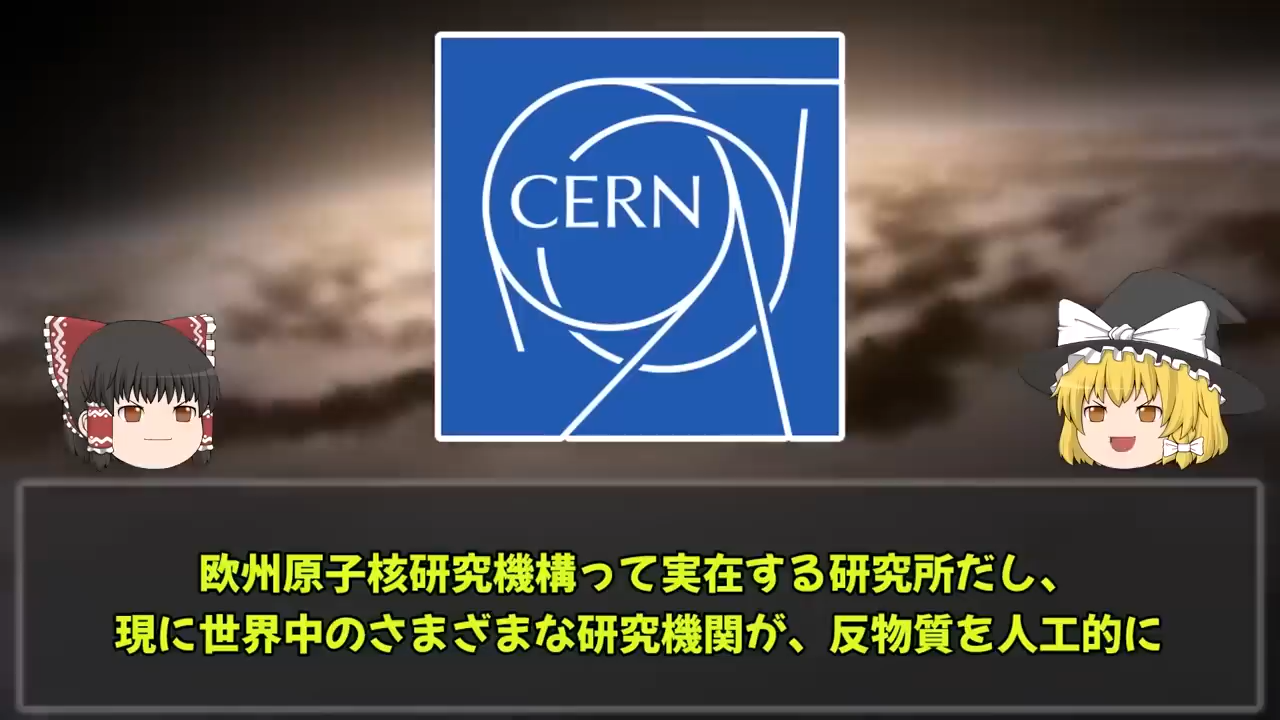 CERN
欧州原子核研究機構って実在する研究所だし、
現に世界中のさまざまな研究機関が、反物質を人工的に